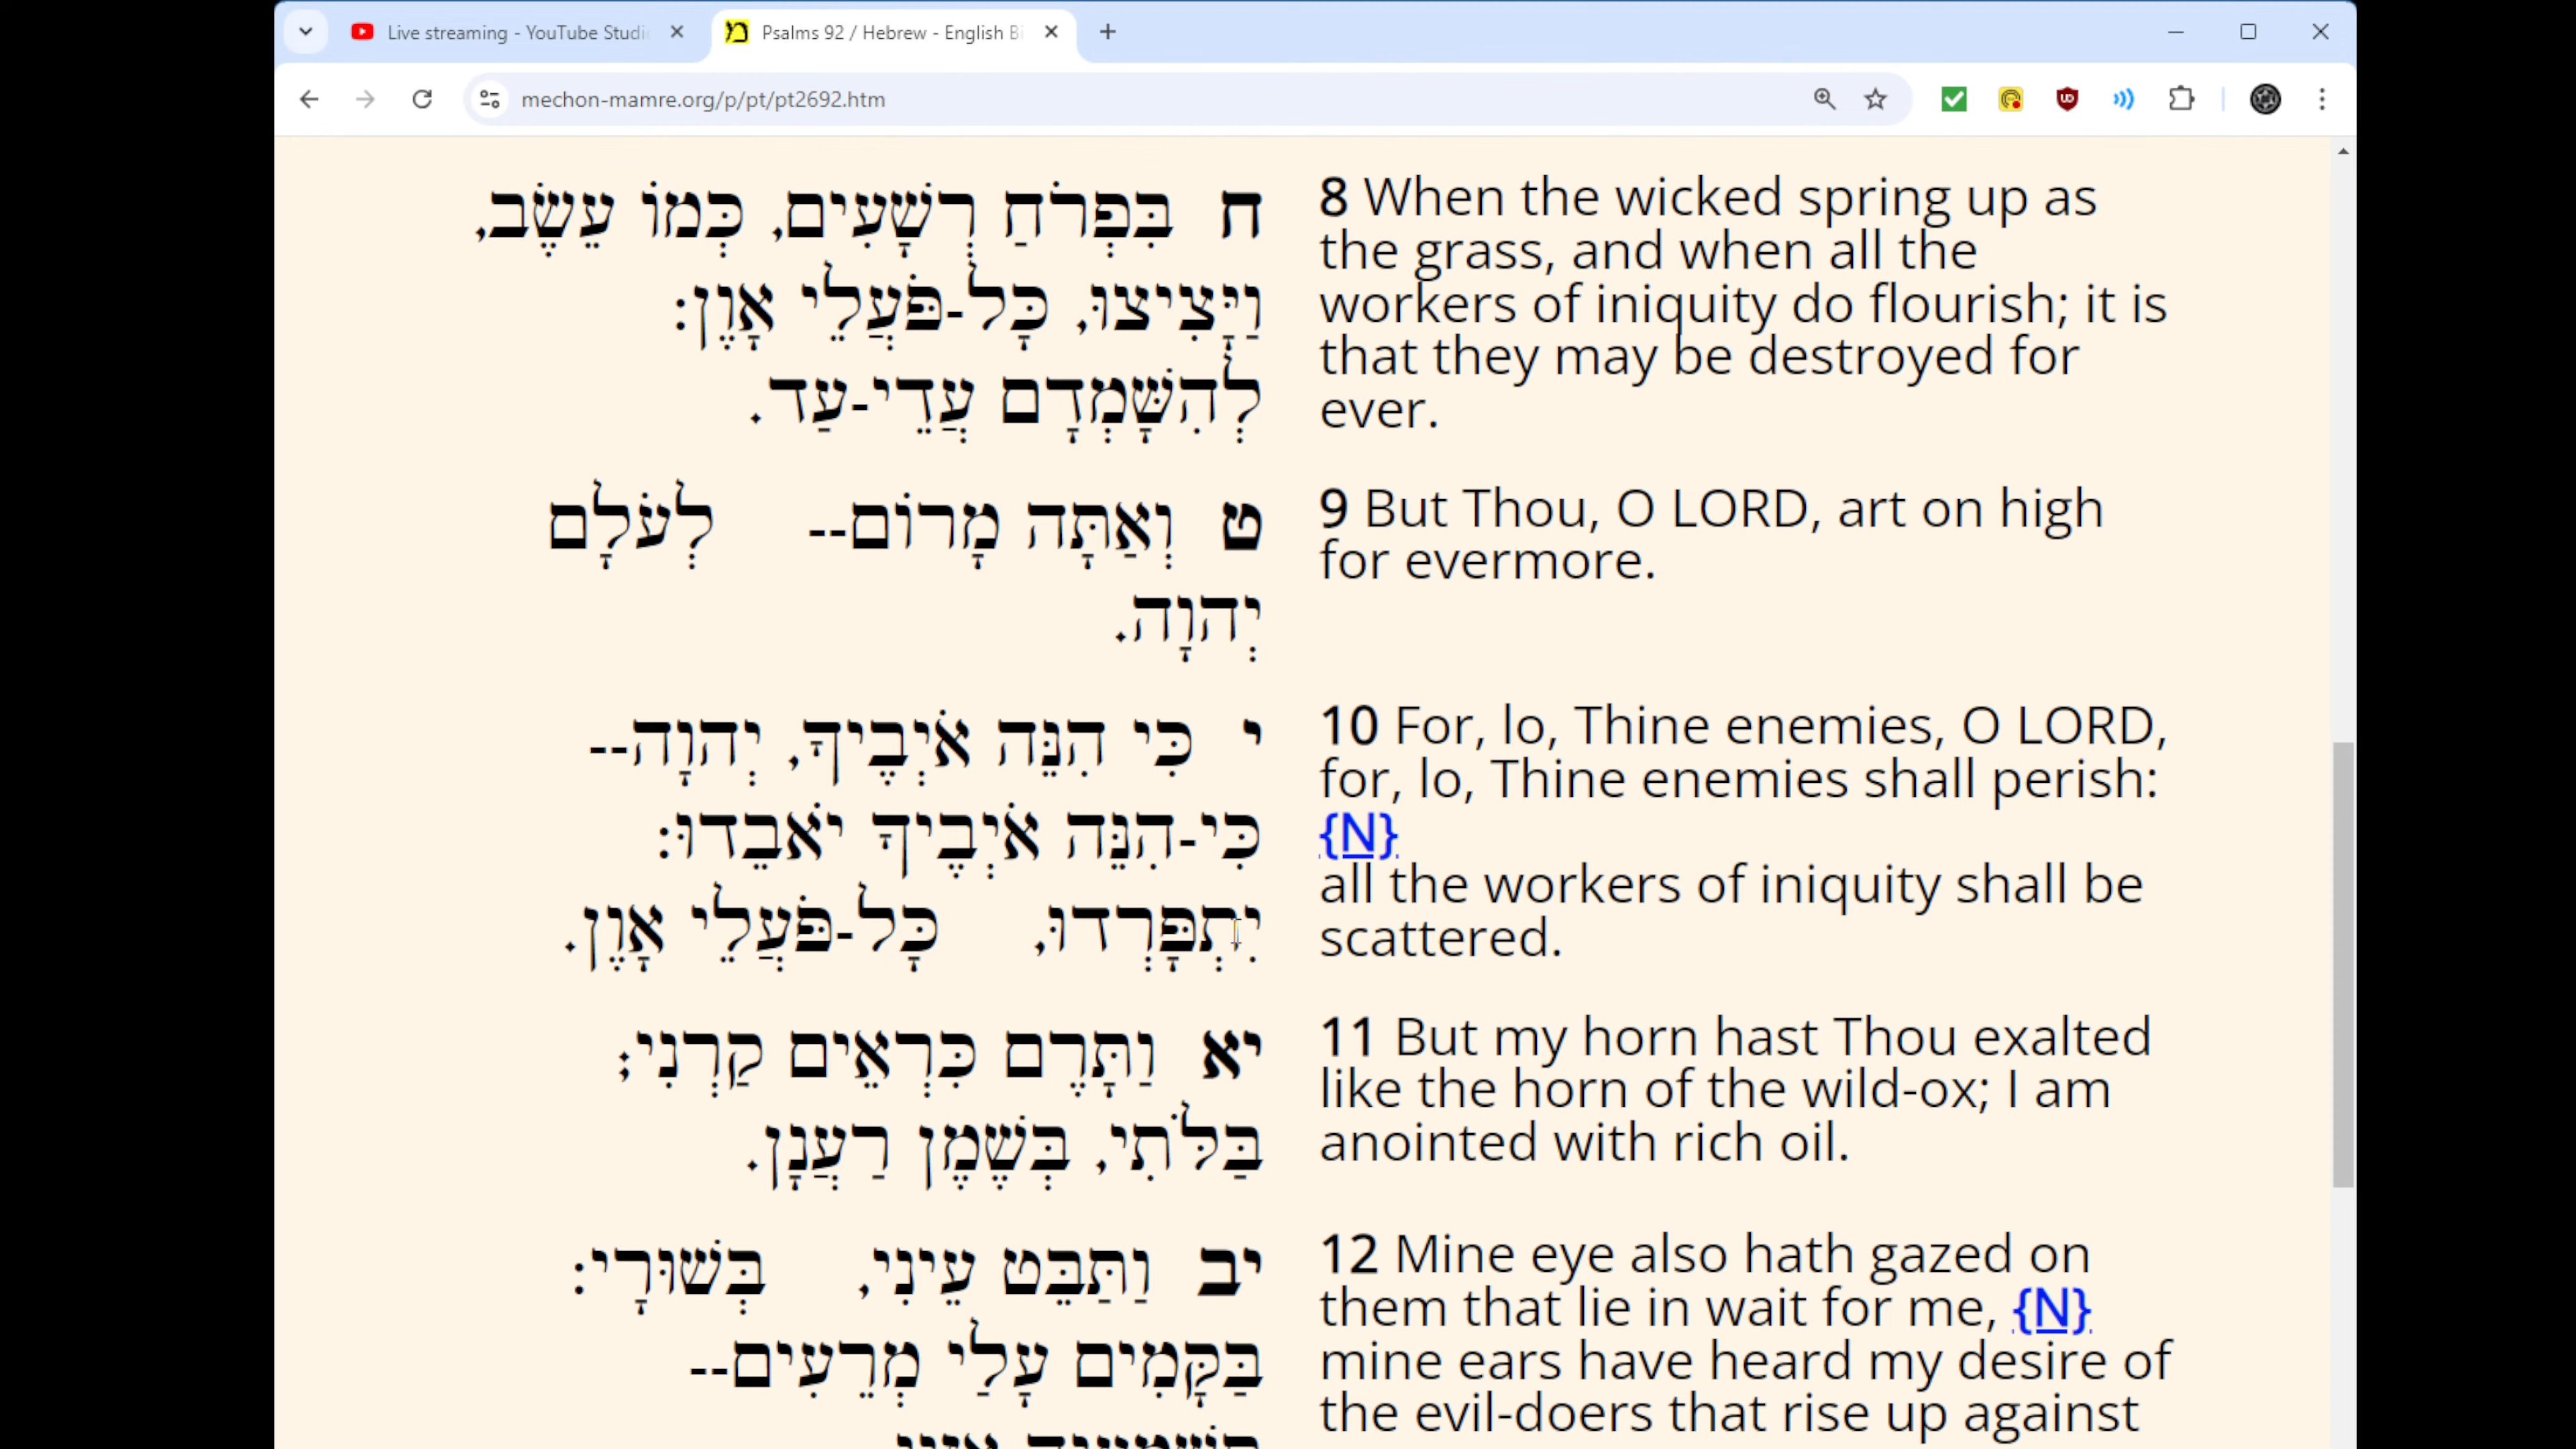 Live streaming - YouTube Studi
Psalms 92 / Hebrew - English Bi
mechon-mamre.org/p/pt/pt2692.htm
ח בִּפְרֹחַ רְשָׁעִים, כְּמוֹ עֵשֶׂב,
וַיָּצִיצוּ, כָּל-פֹּעֲלֵי אָוֶן:
לְהִשָּׁמְדָם עֲדֵי-עַד.
8 When the wicked spring up as
the grass, and when all the
workers of iniquity do flourish; it is
that they may be destroyed for
ever.
ט וְאַתָּה מָרוֹם-- לְעֹלָם
יְהוָה.
9 But Thou, O LORD, art on high
for evermore.
י כִּי הִנֵּה אֹיְבֶיךָ, יְהוָה--
כִּי-הִנֵּה אֹיְבֶיךָ יֹאבֵדוּ:
יִתְפָּרְדוּ, כָּל-פֹּעֲלֵי אָוֶן.
10 For, lo, Thine enemies, O LORD,
for, lo, Thine enemies shall perish:
{N}
all the workers of iniquity shall be
scattered.
יא וַתָּרֶם כִּרְאֵים קַרְנִי;
בַּלֹּתִי, בְּשֶׁמֶן רַעֲנָן.
11 But my horn hast Thou exalted
like the horn of the wild-ox; I am
anointed with rich oil.
יב וַתַּבֵּט עֵינִי, בְּשׁוּרָי:
בַּקָּמִים עָלַי מְרֵעִים--
12 Mine eye also hath gazed on
them that lie in wait for me, {N}
mine ears have heard my desire of
the evil-doers that rise up against